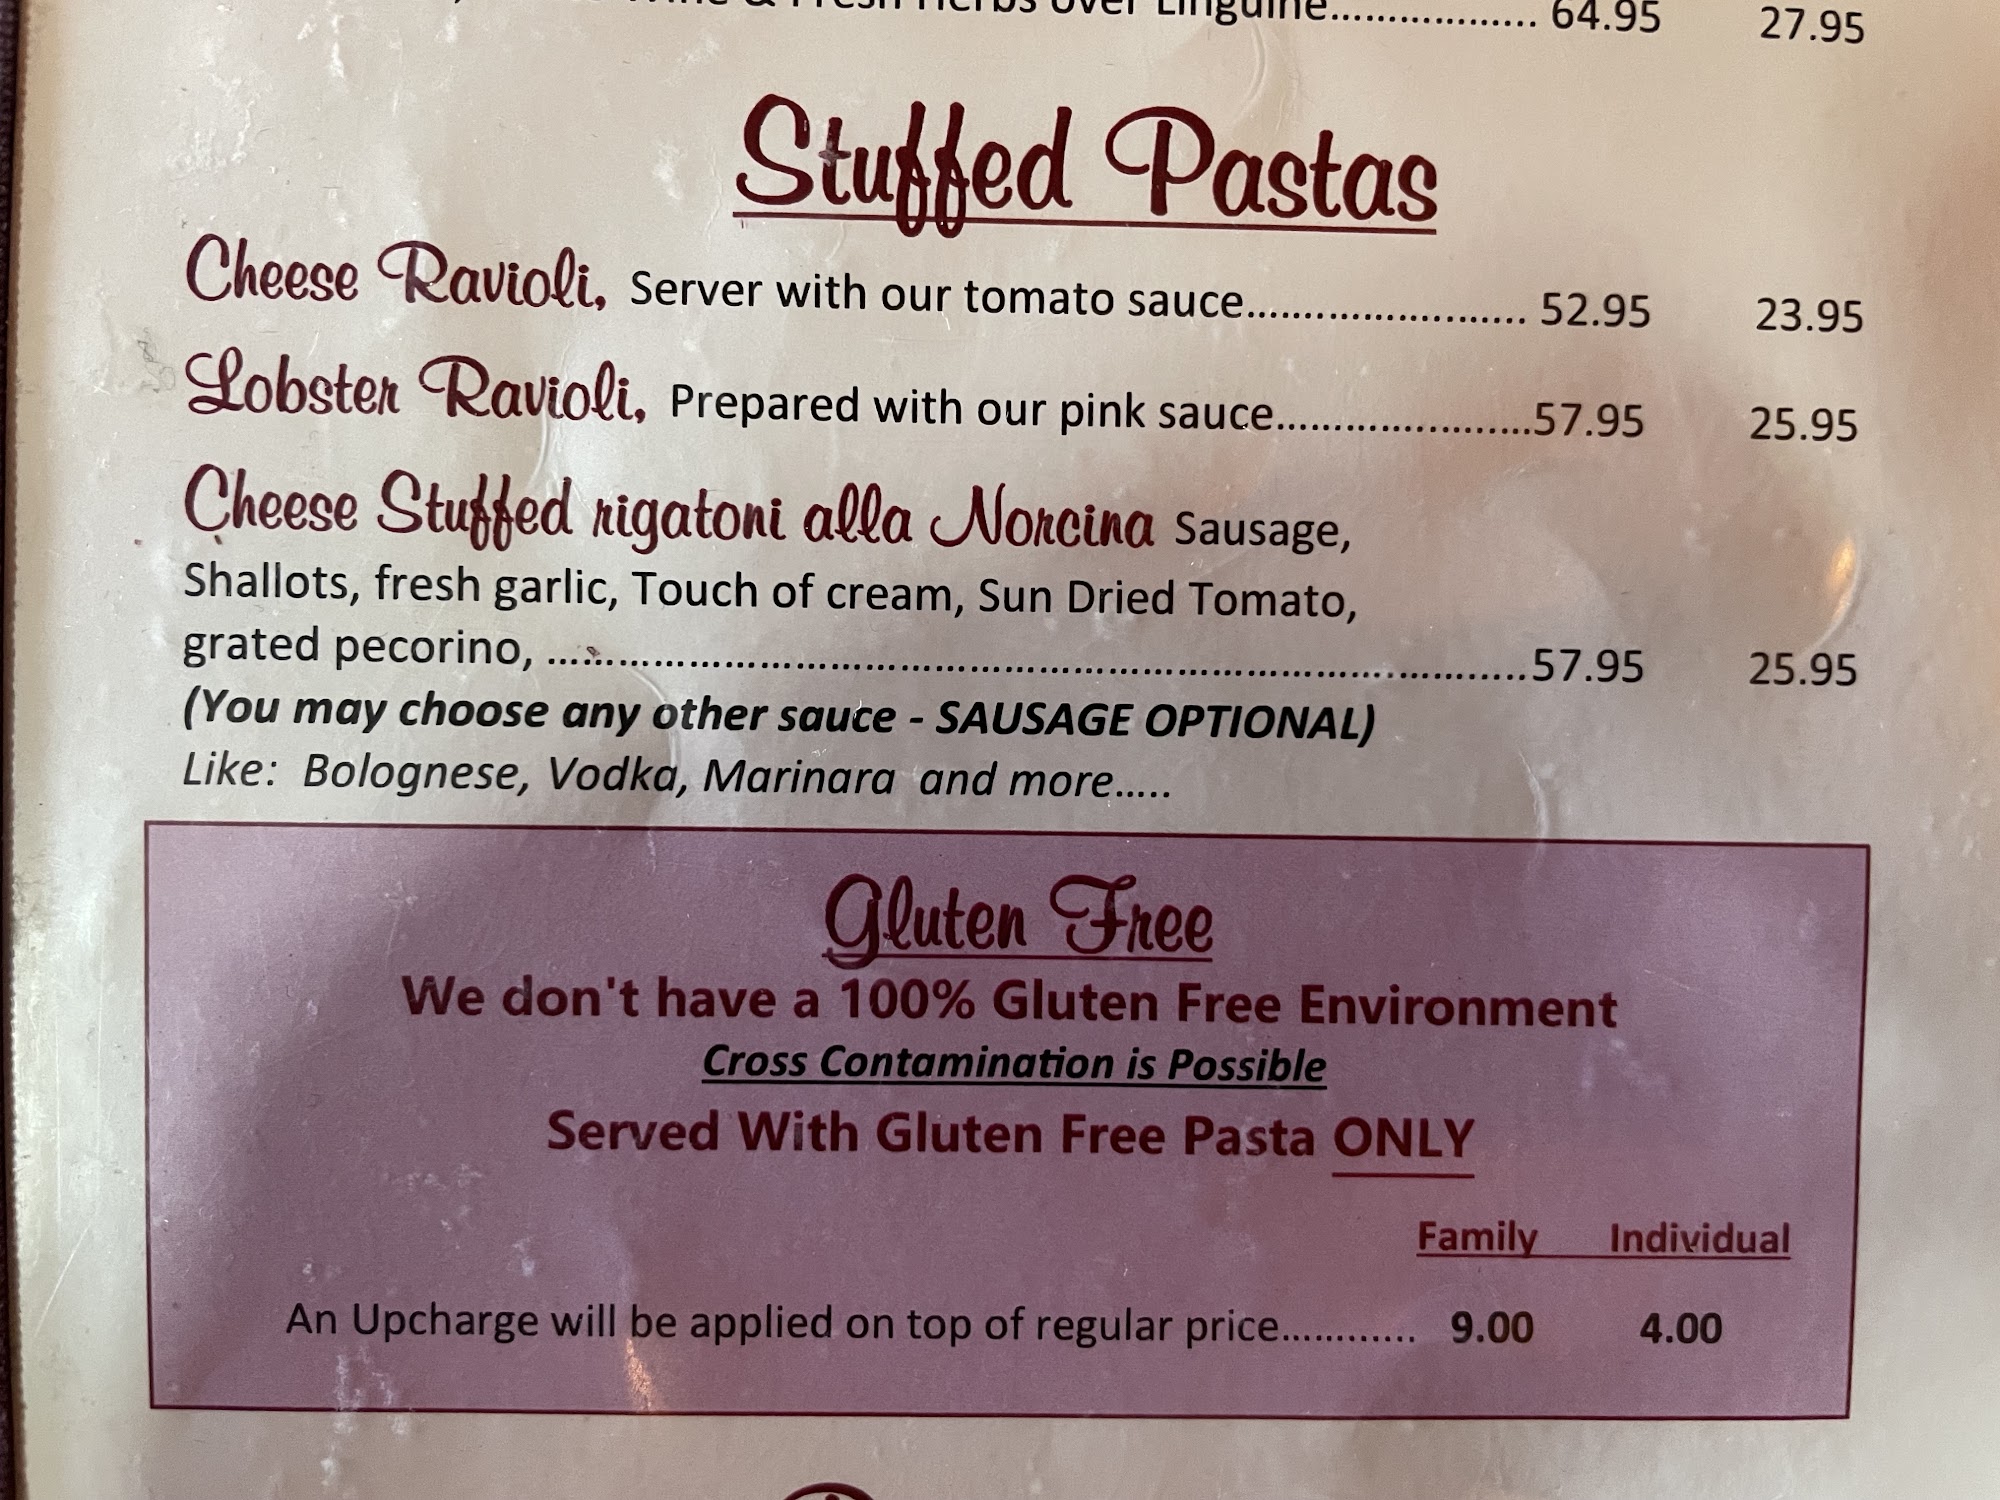 Wine & Fresh Herbs over Linguine.................. 64.95 27.95
Stuffed Pastas
Cheese Ravioli, Server with our tomato sauce.......................... 52.95 23.95
Lobster Ravioli, Prepared with our pink sauce........................57.95 25.95
Cheese Stuffed rigatoni alla Norcina Sausage,
Shallots, fresh garlic, Touch of cream, Sun Dried Tomato,
grated pecorino, ..........................................................................................57.95 25.95
(You may choose any other sauce - SAUSAGE OPTIONAL)
Like: Bolognese, Vodka, Marinara and more.....
Gluten Free
We don't have a 100% Gluten Free Environment
Cross Contamination is Possible
Served With Gluten Free Pasta ONLY
Family Individual
An Upcharge will be applied on top of regular price............. 9.00 4.00